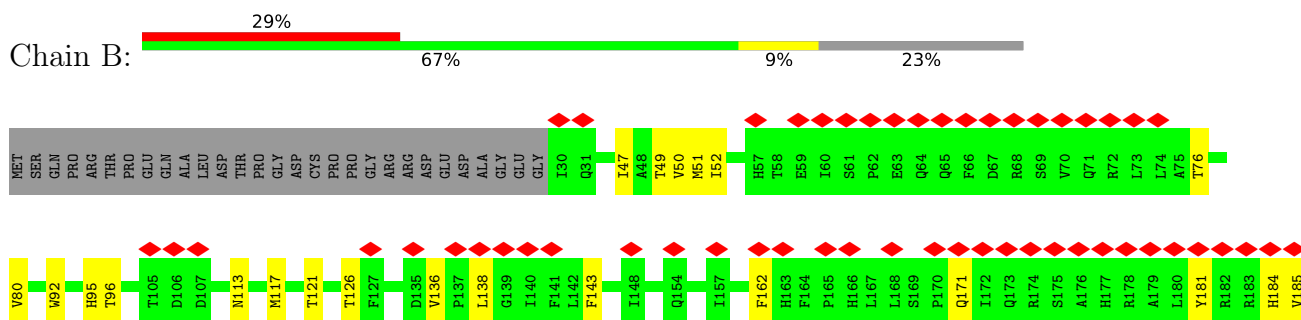 29%
Chain B:
67% 9% 23%
MET SER GLN PRO ARG THR THR PRO GLU GLN ALA LEU ASP THR PRO GLY ASP CYS PRO PRO GLY ARG ARG ASP GLU ASP ALA GLY GLU GLY I30 Q31 I47 A48 T49 V50 M51 I52 H57 T58 E59 I60 S61 P62 E63 Q64 Q65 F66 D67 R68 S69 V70 Q71 R72 L73 L74 A75 T76
V80 W92 H95 T96 T105 D106 D107 N113 M117 T121 T126 F127 D135 V136 P137 L138 G139 I140 F141 L142 F143 I148 Q154 I157 F162 H163 F164 P165 H166 L167 L168 S169 P170 Q171 I172 Q173 R174 S175 A176 H177 R178 A179 L180 Y181 R182 R183 H184 V185